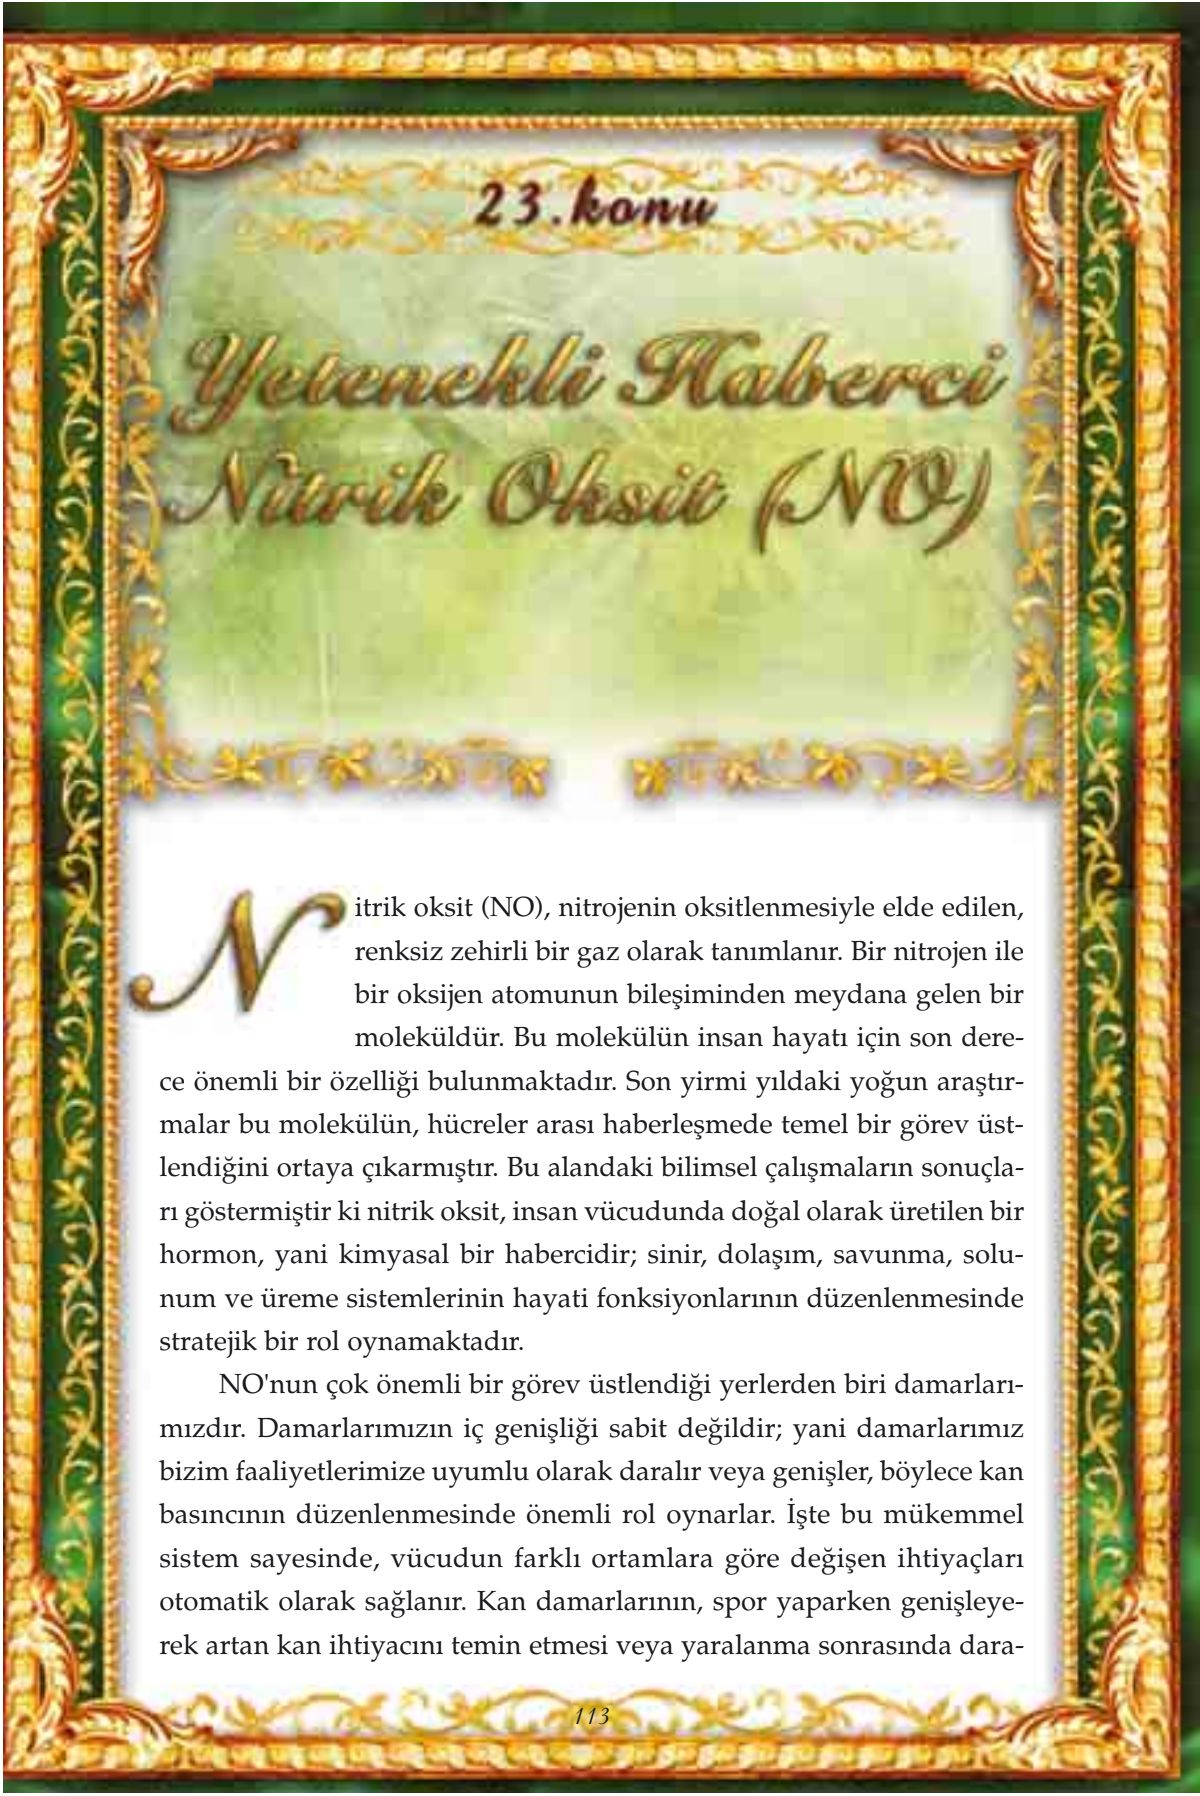 23.konu
Yetenekli Haberci
Nitrik Oksit (NO)
Nitrik oksit (NO), nitrojenin oksitlenmesiyle elde edilen,
renksiz zehirli bir gaz olarak tanımlanır. Bir nitrojen ile
bir oksijen atomunun bileşiminden meydana gelen bir
moleküldür. Bu molekülün insan hayatı için son dere-
ce önemli bir özelliği bulunmaktadır. Son yirmi yıldaki yoğun araştır-
malar bu molekülün, hücreler arası haberleşmede temel bir görev üst-
lendiğini ortaya çıkarmıştır. Bu alandaki bilimsel çalışmaların sonuçla-
rı göstermiştir ki nitrik oksit, insan vücudunda doğal olarak üretilen bir
hormon, yani kimyasal bir habercidir; sinir, dolaşım, savunma, solu-
num ve üreme sistemlerinin hayati fonksiyonlarının düzenlenmesinde
stratejik bir rol oynamaktadır.
NO'nun çok önemli bir görev üstlendiği yerlerden biri damarları-
mızdır. Damarlarımızın iç genişliği sabit değildir; yani damarlarımız
bizim faaliyetlerimize uyumlu olarak daralır veya genişler, böylece kan
basıncının düzenlenmesinde önemli rol oynarlar. İşte bu mükemmel
sistem sayesinde, vücudun farklı ortamlara göre değişen ihtiyaçları
otomatik olarak sağlanır. Kan damarlarının, spor yaparken genişleye-
rek artan kan ihtiyacını temin etmesi veya yaralanma sonrasında dara-
113